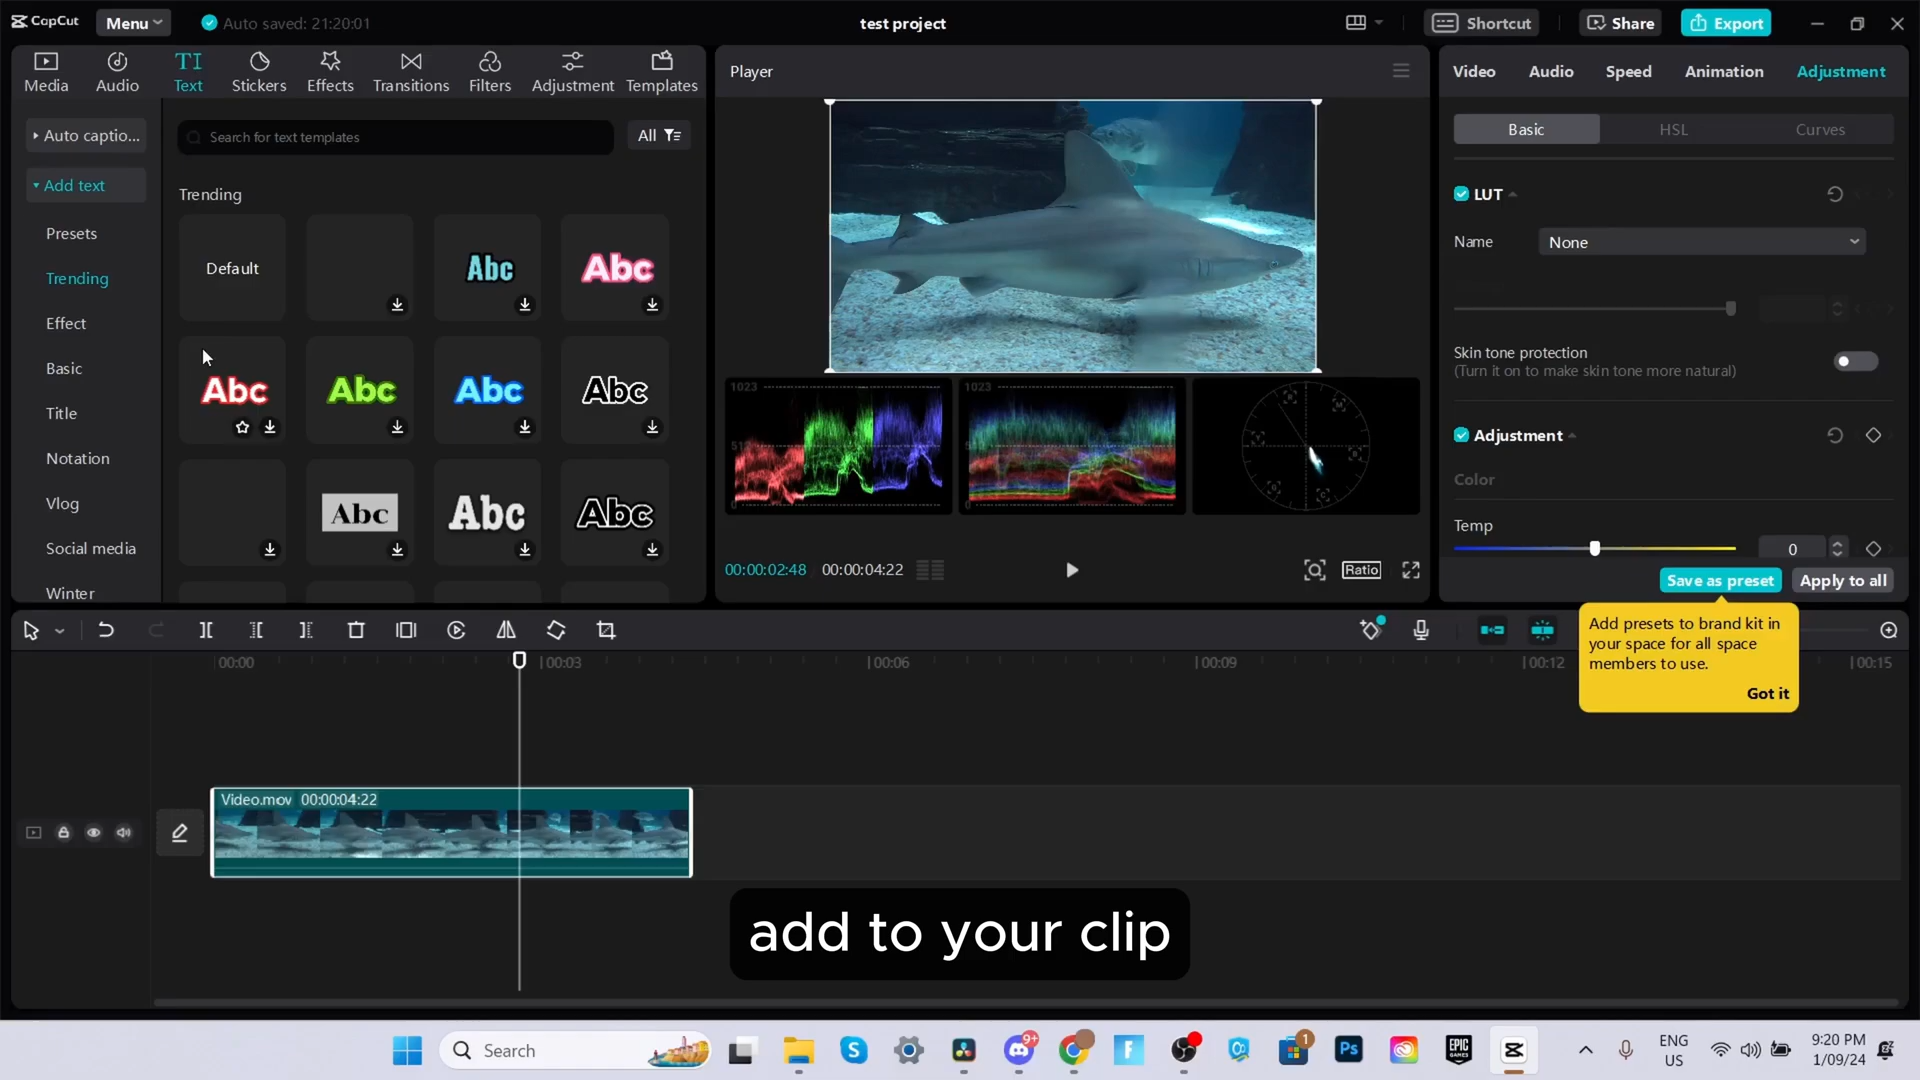 CapCut
Menu
Auto saved: 21:20:01
test project
Shortcut
Share
Export
Media
Audio
Text
Stickers
Effects
Transitions
Filters
Adjustment
Templates
Auto captio...
Search for text templates
All
Add text
Trending
Presets
Trending
Effect
Basic
Title
Notation
Vlog
Social media
Winter
Default
Abc
Abc
Abc
Abc
Abc
Abc
Abc
Abc
Abc
Player
1023
1023
00:00:02:48
00:00:04:22
Ratio
Video
Audio
Speed
Animation
Adjustment
Basic
HSL
Curves
LUT
Name
None
Skin tone protection
(Turn it on to make skin tone more natural)
Adjustment
Color
Temp
0
Save as preset
Apply to all
Add presets to brand kit in
your space for all space
members to use.
Got it
00:00
00:03
00:06
00:09
00:12
00:15
Video.mov 00:00:04:22
add to your clip
Search
9+
1
Ps
EPIC
GAMES
ENG
US
9:20 PM
1/09/24